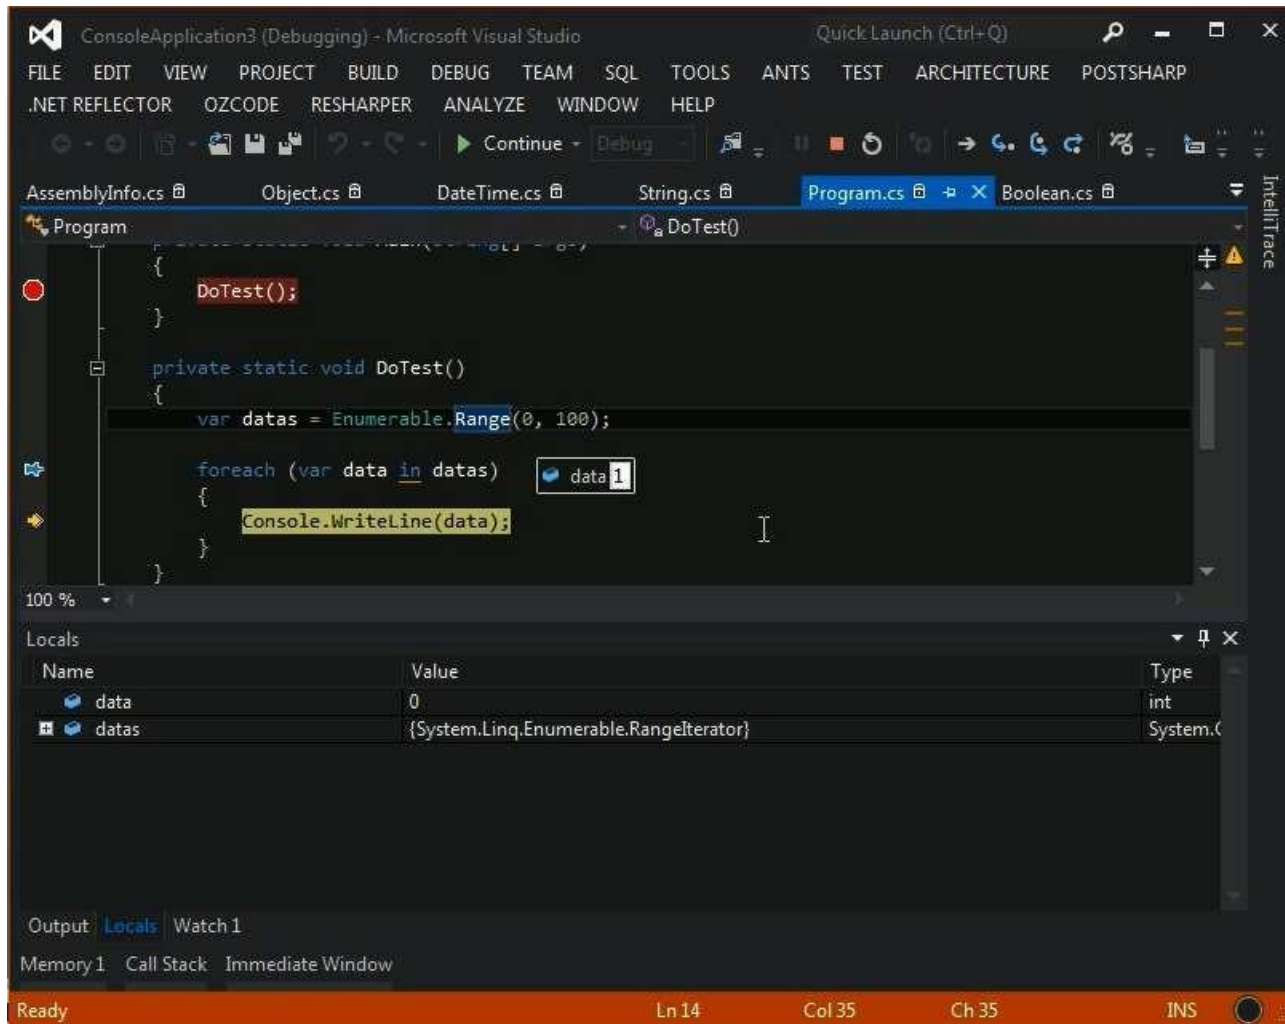 ConsoleApplication3 (Debugging) - Microsoft Visual Studio Quick Launch (Ctrl+Q)
FILE EDIT VIEW PROJECT BUILD DEBUG TEAM SQL TOOLS ANTS TEST ARCHITECTURE POSTSHARP
.NET REFLECTOR OZCODE RESHARPER ANALYZE WINDOW HELP
Continue Debug
AssemblyInfo.cs Object.cs DateTime.cs String.cs Program.cs Boolean.cs
IntelliTrace
Program DoTest()
{
DoTest();
}
private static void DoTest()
{
var datas = Enumerable.Range(0, 100);
foreach (var data in datas) data 1
{
Console.WriteLine(data);
}
}
100 %
Locals
Name Value Type
data 0 int
datas {System.Linq.Enumerable.RangeIterator} System.C
Output Locals Watch 1
Memory 1 Call Stack Immediate Window
Ready Ln 14 Col 35 Ch 35 INS